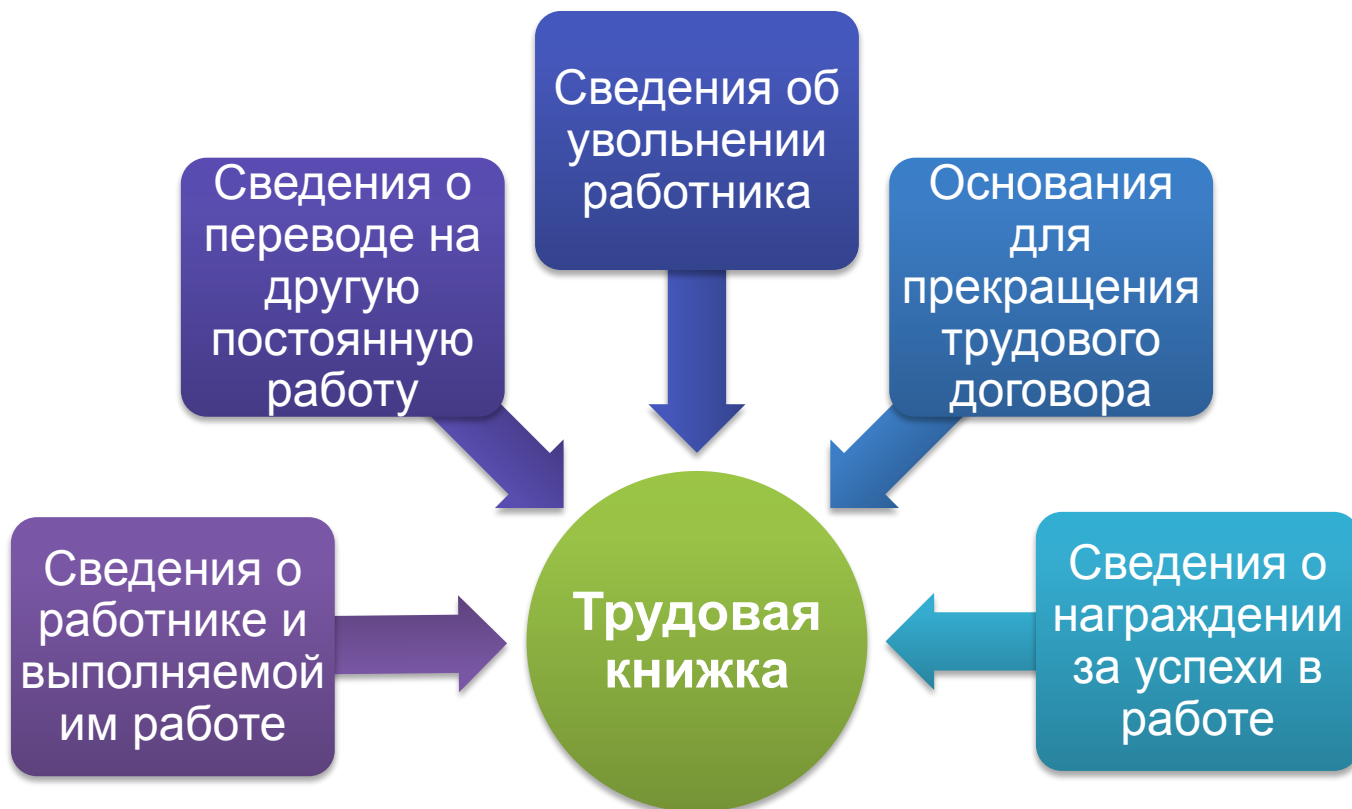 Сведения об
увольнении
работника
Сведения о
переводе на
другую
постоянную
работу
Основания
для
прекращения
трудового
договора
Сведения о
работнике и
выполняемой
им работе
Трудовая
книжка
Сведения о
награждении
за успехи в
работе